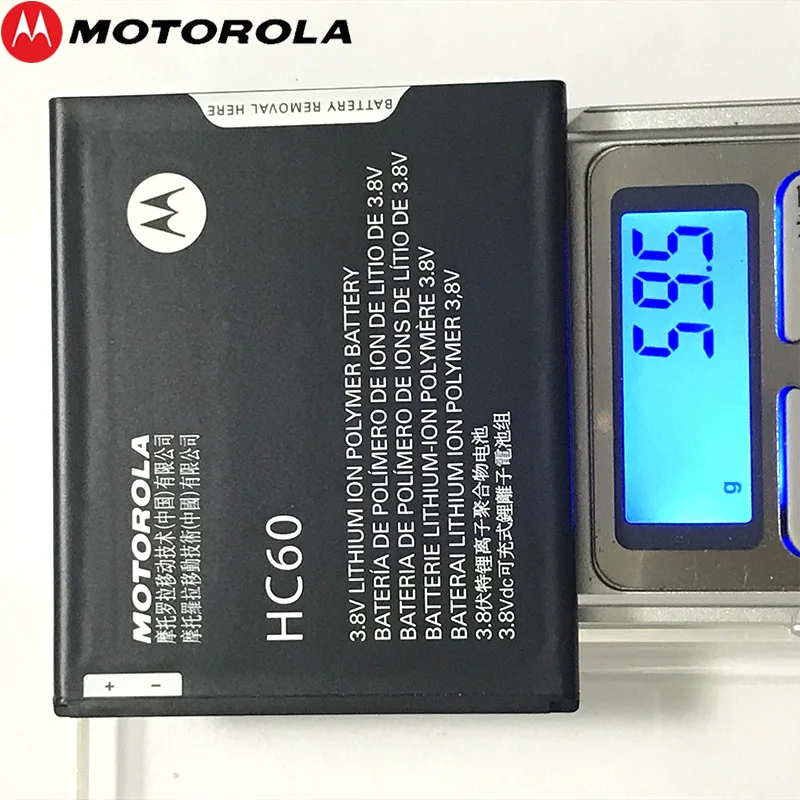 MOTOROLA
BATTERY REMOVAL HERE
MOTOROLA
摩托罗拉移动技术(中国)有限公司
摩托羅拉移動技術(中國)有限公司
HC60
3.8V LITHIUM ION POLYMER BATTERY
BATERÍA DE POLÍMERO DE ION DE LITIO DE 3.8V
BATERIA DE POLÍMERO DE IONS DE LÍTIO DE 3.8V
BATTERIE LITHIUM-ION POLYMÈRE 3.8V
BATERAI LITHIUM ION POLYMER 3,8V
3.8伏特锂离子聚合物电池
3.8Vdc可充式鋰離子電池組
+ −
59.5
g